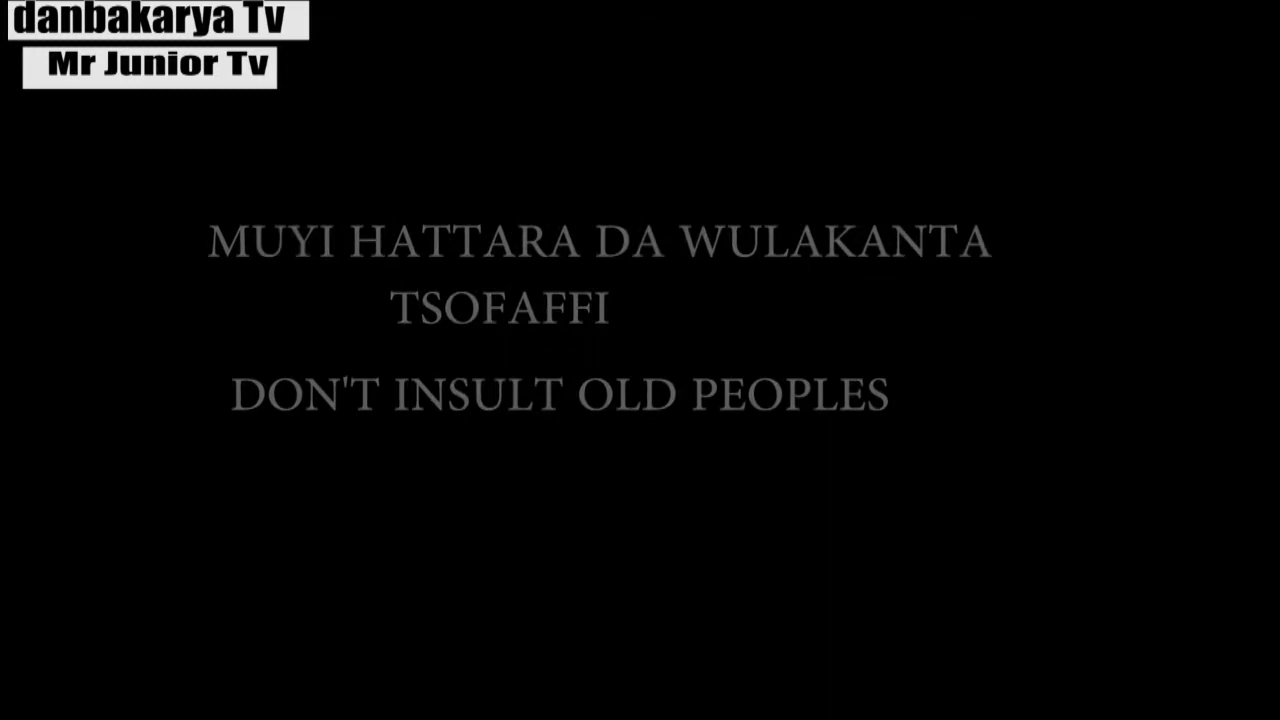 danbakarya Tv
Mr Junior Tv
MUYI HATTARA DA WULAKANTA
TSOFAFFI
DON'T INSULT OLD PEOPLES